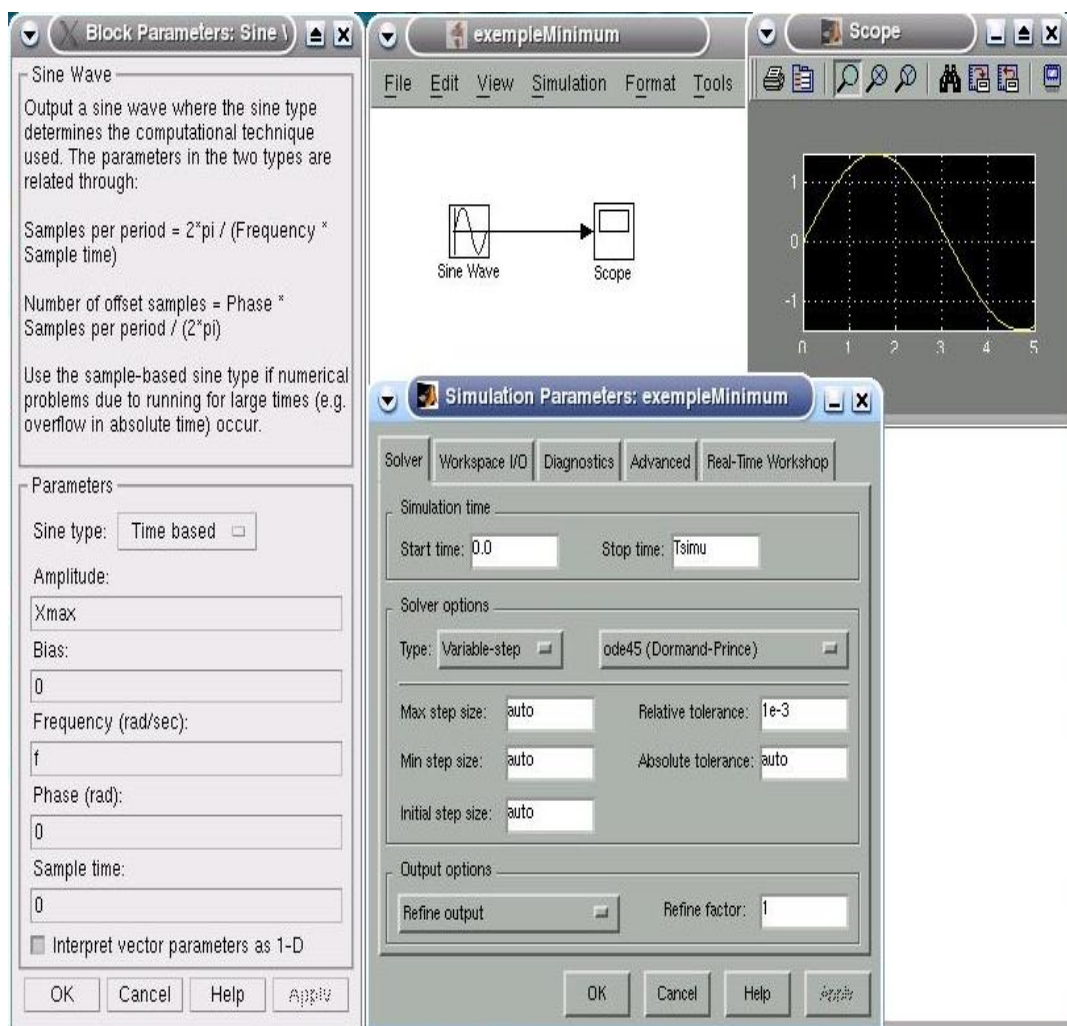 Block Parameters: Sine \
Sine Wave
Output a sine wave where the sine type
determines the computational technique
used. The parameters in the two types are
related through:
Samples per period = 2*pi / (Frequency *
Sample time)
Number of offset samples = Phase *
Samples per period / (2*pi)
Use the sample-based sine type if numerical
problems due to running for large times (e.g.
overflow in absolute time) occur.
Parameters
Sine type: Time based
Amplitude:
Xmax
Bias:
0
Frequency (rad/sec):
f
Phase (rad):
0
Sample time:
0
Interpret vector parameters as 1-D
OK Cancel Help Apply
exempleMinimum
File Edit View Simulation Format Tools
Sine Wave
Scope
Scope
1
0
-1
0 1 2 3 4 5
Simulation Parameters: exempleMinimum
Solver Workspace I/O Diagnostics Advanced Real-Time Workshop
Simulation time
Start time: 0.0 Stop time: Tsimu
Solver options
Type: Variable-step ode45 (Dormand-Prince)
Max step size: auto Relative tolerance: 1e-3
Min step size: auto Absolute tolerance: auto
Initial step size: auto
Output options
Refine output Refine factor: 1
OK Cancel Help Apply